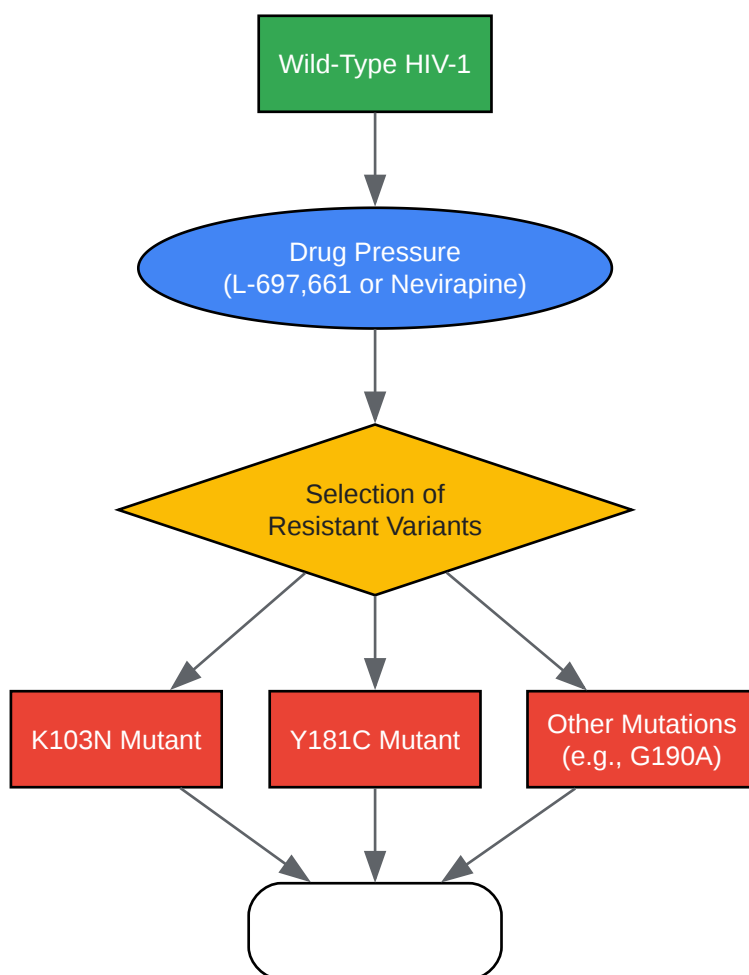 Wild-Type HIV-1
Drug Pressure
(L-697,661 or Nevirapine)
Selection of
Resistant Variants
K103N Mutant
Y181C Mutant
Other Mutations
(e.g., G190A)